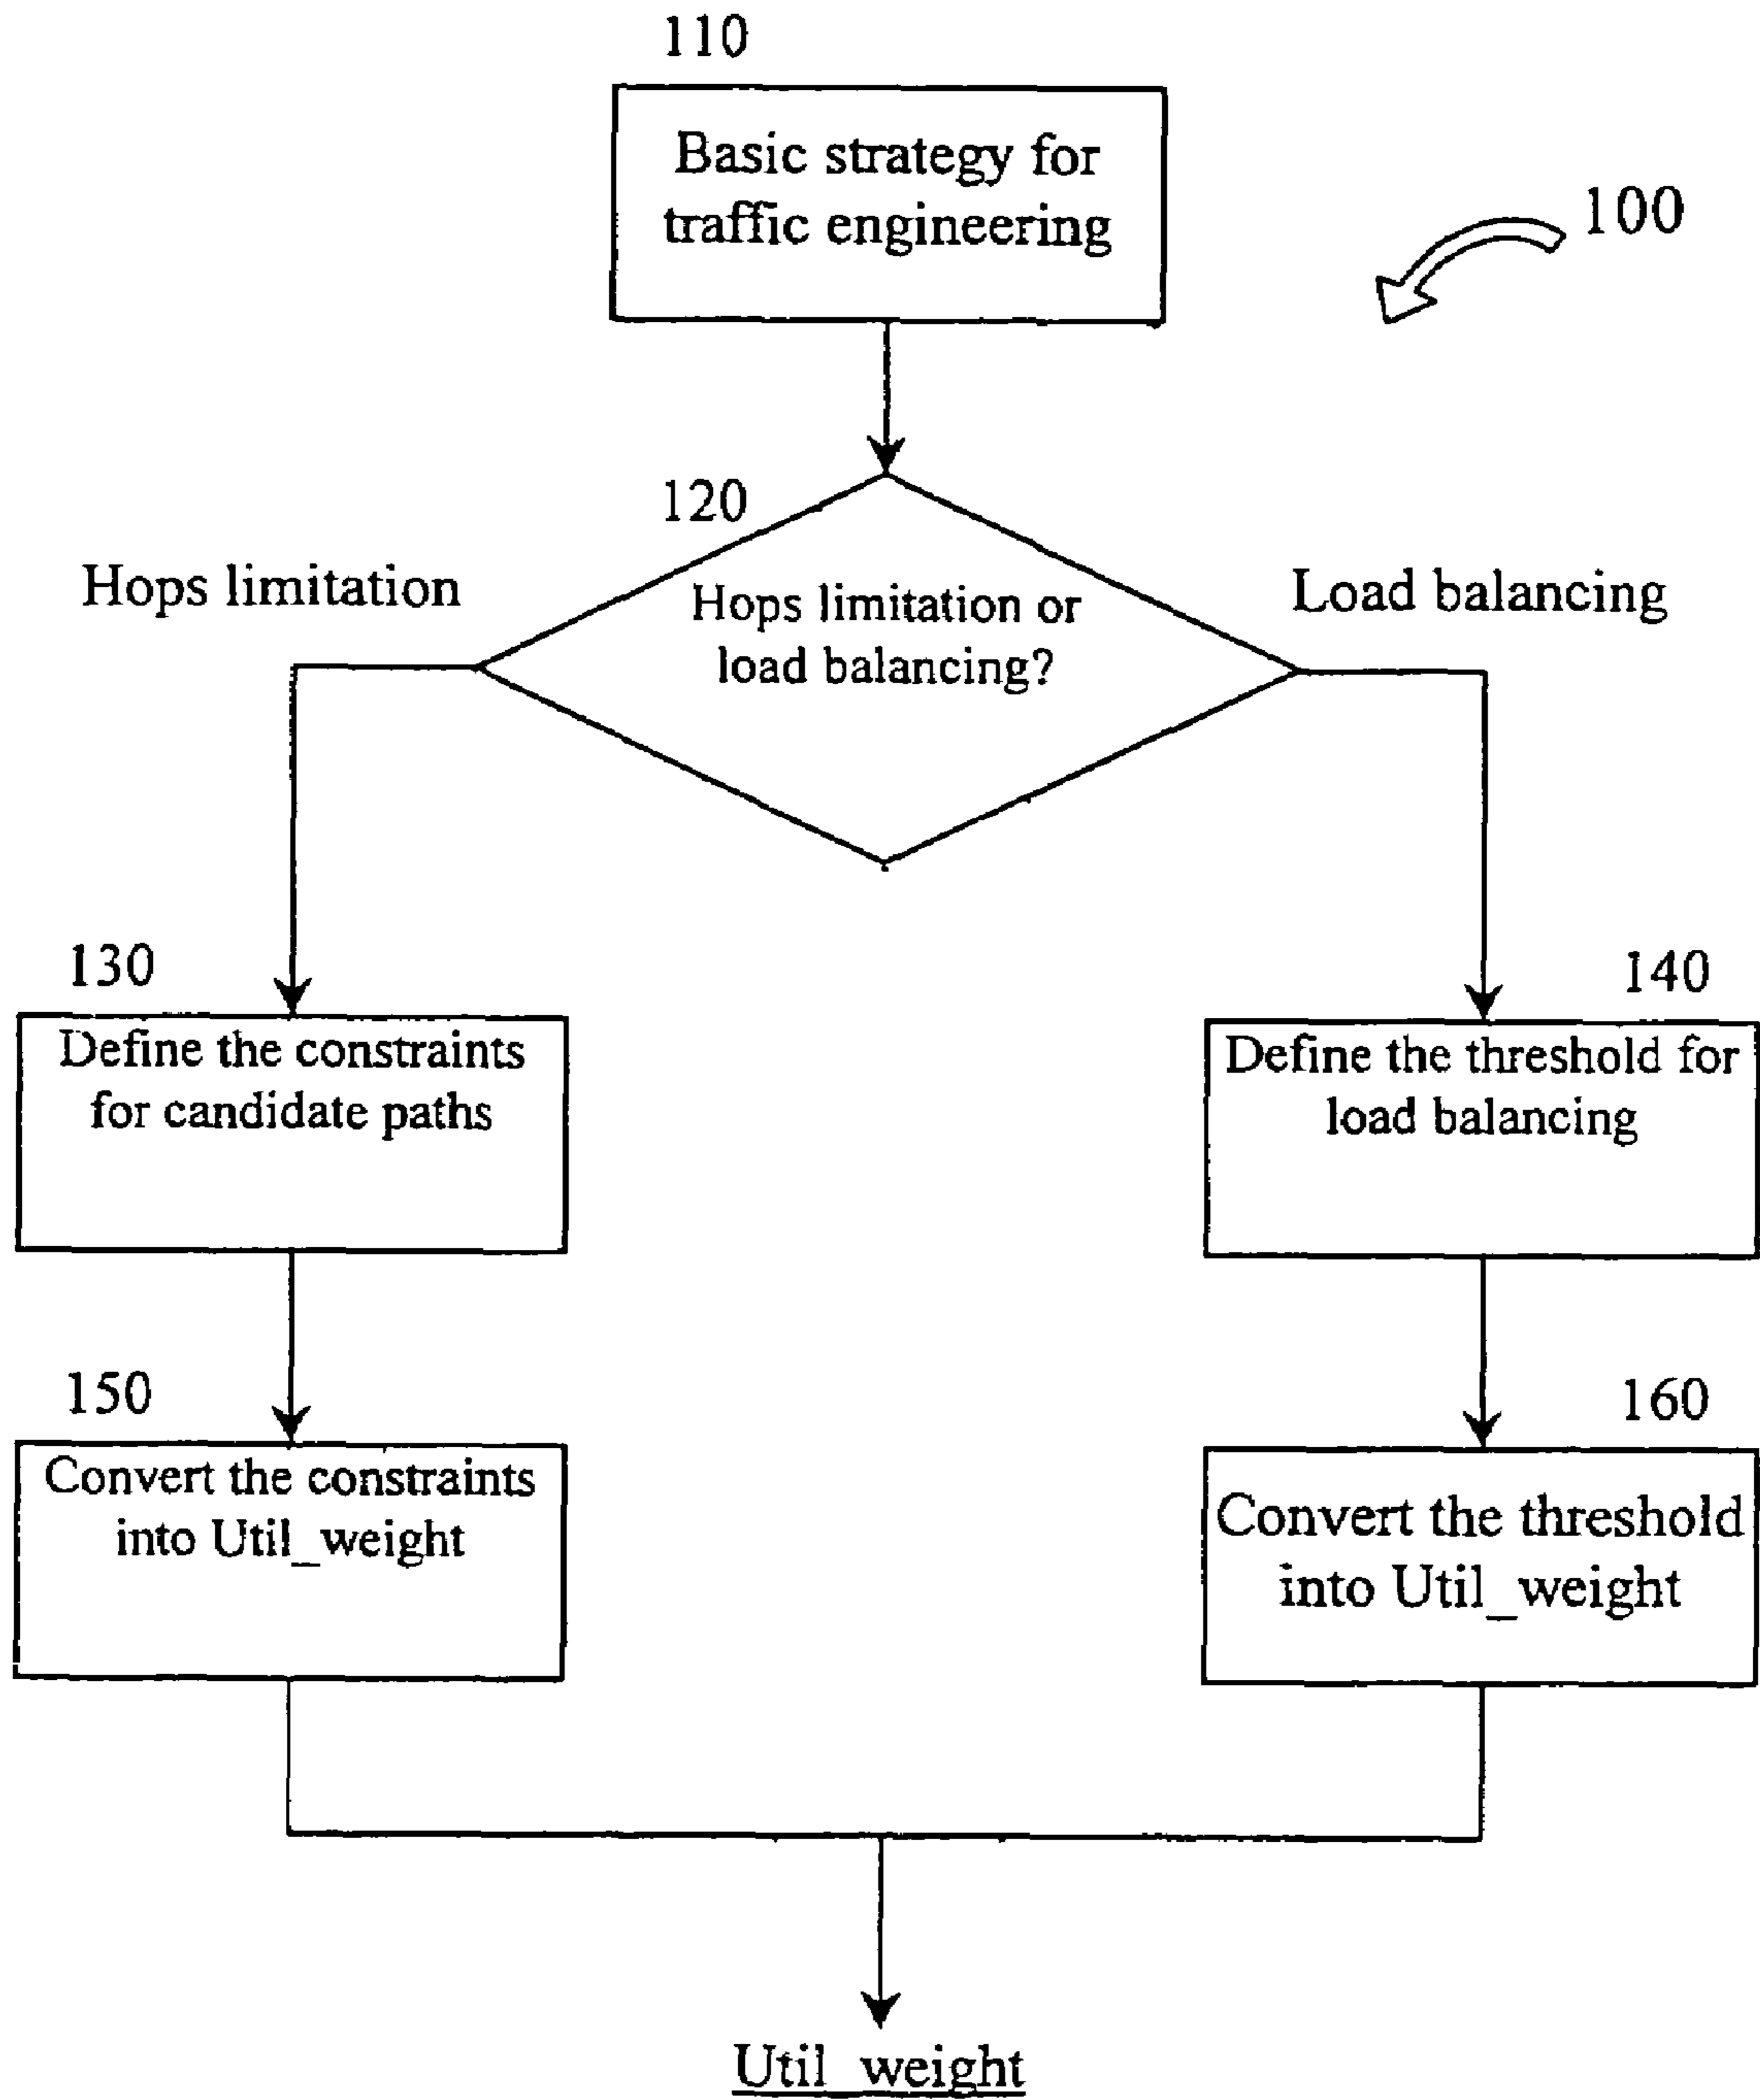 110
Basic strategy for
traffic engineering
100
120
Hops limitation
Hops limitation or
load balancing?
Load balancing
130
Define the constraints
for candidate paths
140
Define the threshold for
load balancing
150
Convert the constraints
into Util_weight
160
Convert the threshold
into Util_weight
Util_weight